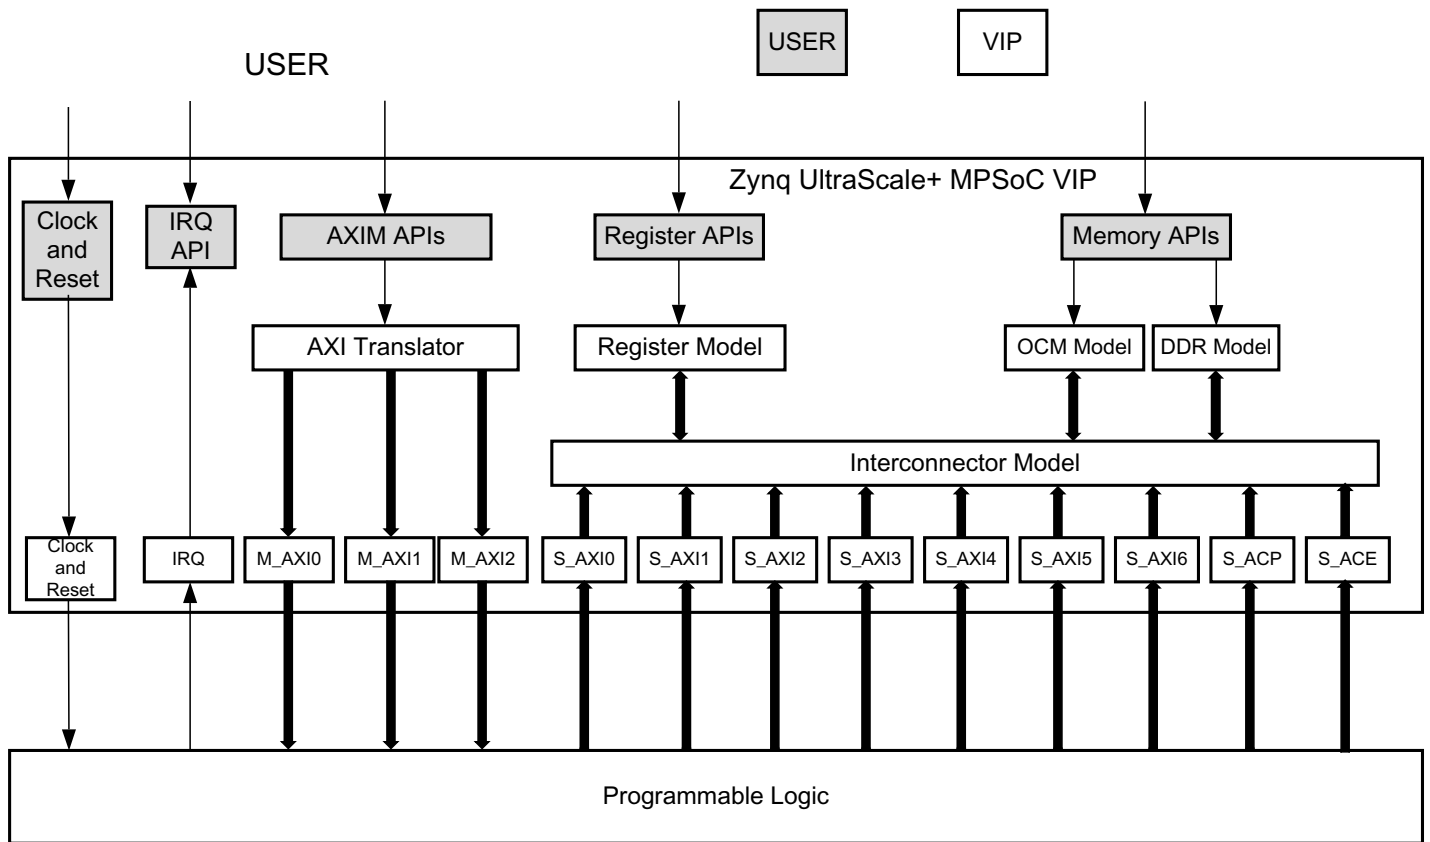 USER
VIP
USER
Zynq UltraScale+ MPSoC VIP
Clock
and
Reset
IRQ
API
AXIM APIs
Register APIs
Memory APIs
AXI Translator
Register Model
OCM Model
DDR Model
Interconnector Model
Clock
and
Reset
IRQ
M_AXI0
M_AXI1
M_AXI2
S_AXI0
S_AXI1
S_AXI2
S_AXI3
S_AXI4
S_AXI5
S_AXI6
S_ACP
S_ACE
Programmable Logic